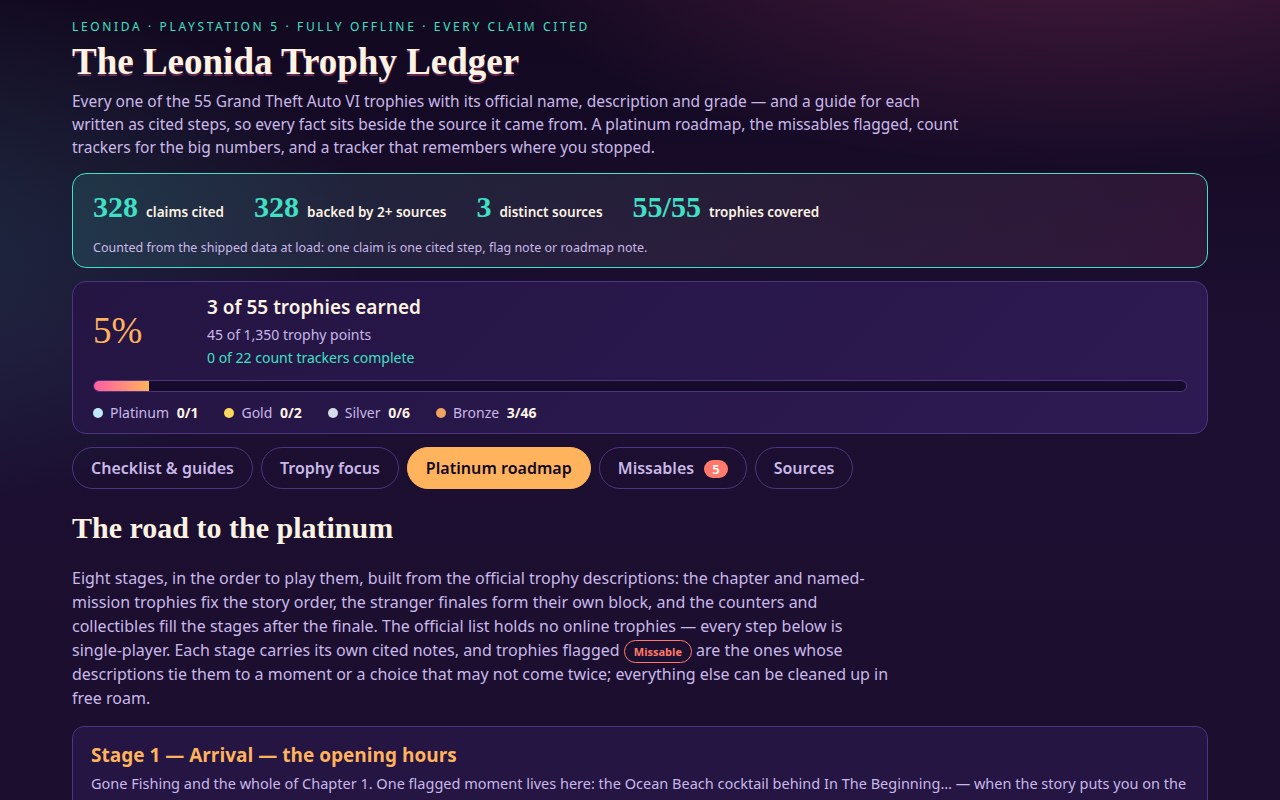 LEONIDA · PLAYSTATION 5 · FULLY OFFLINE · EVERY CLAIM CITED
The Leonida Trophy Ledger
Every one of the 55 Grand Theft Auto VI trophies with its official name, description and grade — and a guide for each
written as cited steps, so every fact sits beside the source it came from. A platinum roadmap, the missables flagged, count
trackers for the big numbers, and a tracker that remembers where you stopped.
328 claims cited 328 backed by 2+ sources 3 distinct sources 55/55 trophies covered
Counted from the shipped data at load: one claim is one cited step, flag note or roadmap note.
5%
3 of 55 trophies earned
45 of 1,350 trophy points
0 of 22 count trackers complete
Platinum 0/1 Gold 0/2 Silver 0/6 Bronze 3/46
Checklist & guides Trophy focus Platinum roadmap Missables 5 Sources
The road to the platinum
Eight stages, in the order to play them, built from the official trophy descriptions: the chapter and named-
mission trophies fix the story order, the stranger finales form their own block, and the counters and
collectibles fill the stages after the finale. The official list holds no online trophies — every step below is
single-player. Each stage carries its own cited notes, and trophies flagged Missable are the ones whose
descriptions tie them to a moment or a choice that may not come twice; everything else can be cleaned up in
free roam.
Stage 1 — Arrival — the opening hours
Gone Fishing and the whole of Chapter 1. One flagged moment lives here: the Ocean Beach cocktail behind In The Beginning... — when the story puts you on the